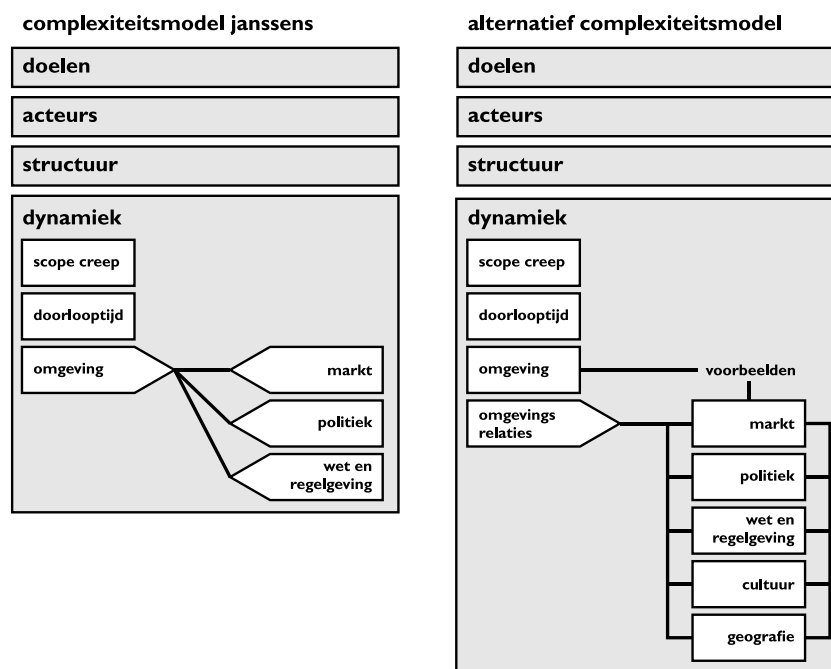 complexiteitsmodel janssens
doelen
acteurs
structuur
dynamiek
scope creep
doorlooptijd
omgeving
markt
politiek
wet en
regelgeving
alternatief complexiteitsmodel
doelen
acteurs
structuur
dynamiek
scope creep
doorlooptijd
omgeving
voorbeelden
omgevings
relaties
markt
politiek
wet en
regelgeving
cultuur
geografie